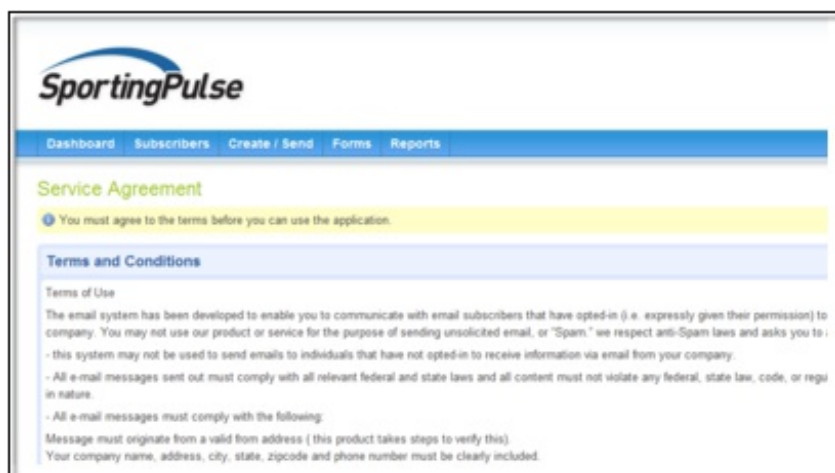 SportingPulse
Dashboard Subscribers Create / Send Forms Reports
Service Agreement
You must agree to the terms before you can use the application.
Terms and Conditions
Terms of Use
The email system has been developed to enable you to communicate with email subscribers that have opted-in (i.e. expressly given their permission) to
company. You may not use our product or service for the purpose of sending unsolicited email, or "Spam." we respect anti-Spam laws and asks you to
- this system may not be used to send emails to individuals that have not opted-in to receive information via email from your company.
- All e-mail messages sent out must comply with all relevant federal and state laws and all content must not violate any federal, state law, code, or regu
in nature.
- All e-mail messages must comply with the following:
Message must originate from a valid from address ( this product takes steps to verify this).
Your company name, address, city, state, zipcode and phone number must be clearly included.